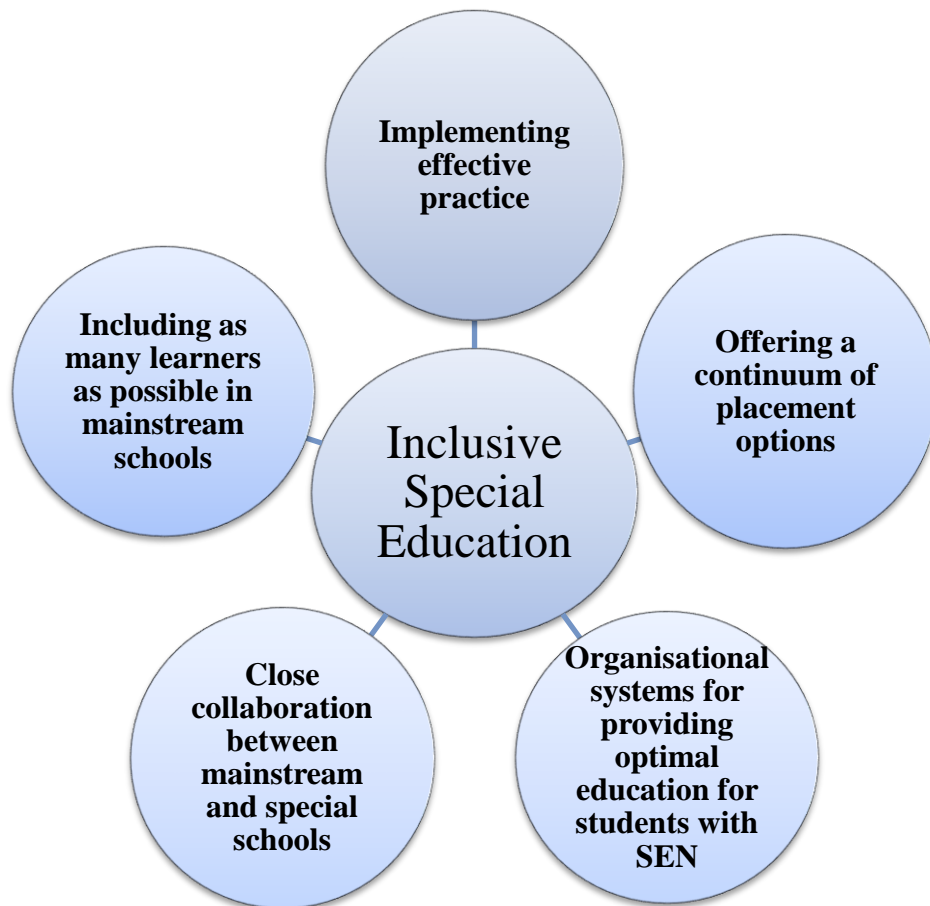 Implementing
effective
practice
Including as
many learners
as possible in
mainstream
schools
Offering a
continuum of
placement
options
Inclusive
Special
Education
Close
collaboration
between
mainstream
and special
schools
Organisational
systems for
providing
optimal
education for
students with
SEN